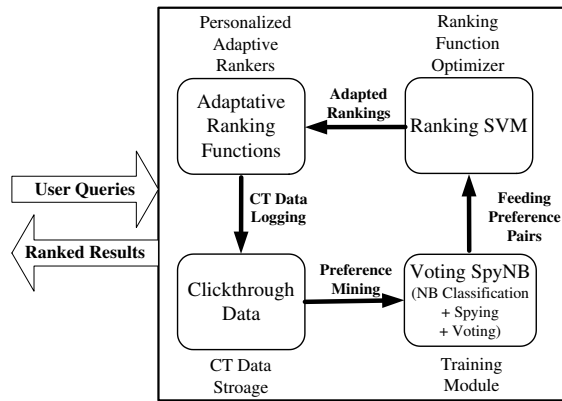 Personalized
Adaptive
Rankers
Ranking
Function
Optimizer
Adaptative
Ranking
Functions
Adapted
Rankings
Ranking SVM
User Queries
CT Data
Logging
Feeding
Preference
Pairs
Ranked Results
Clickthrough
Data
Preference
Mining
Voting SpyNB
(NB Classification
+ Spying
+ Voting)
CT Data
Stroage
Training
Module